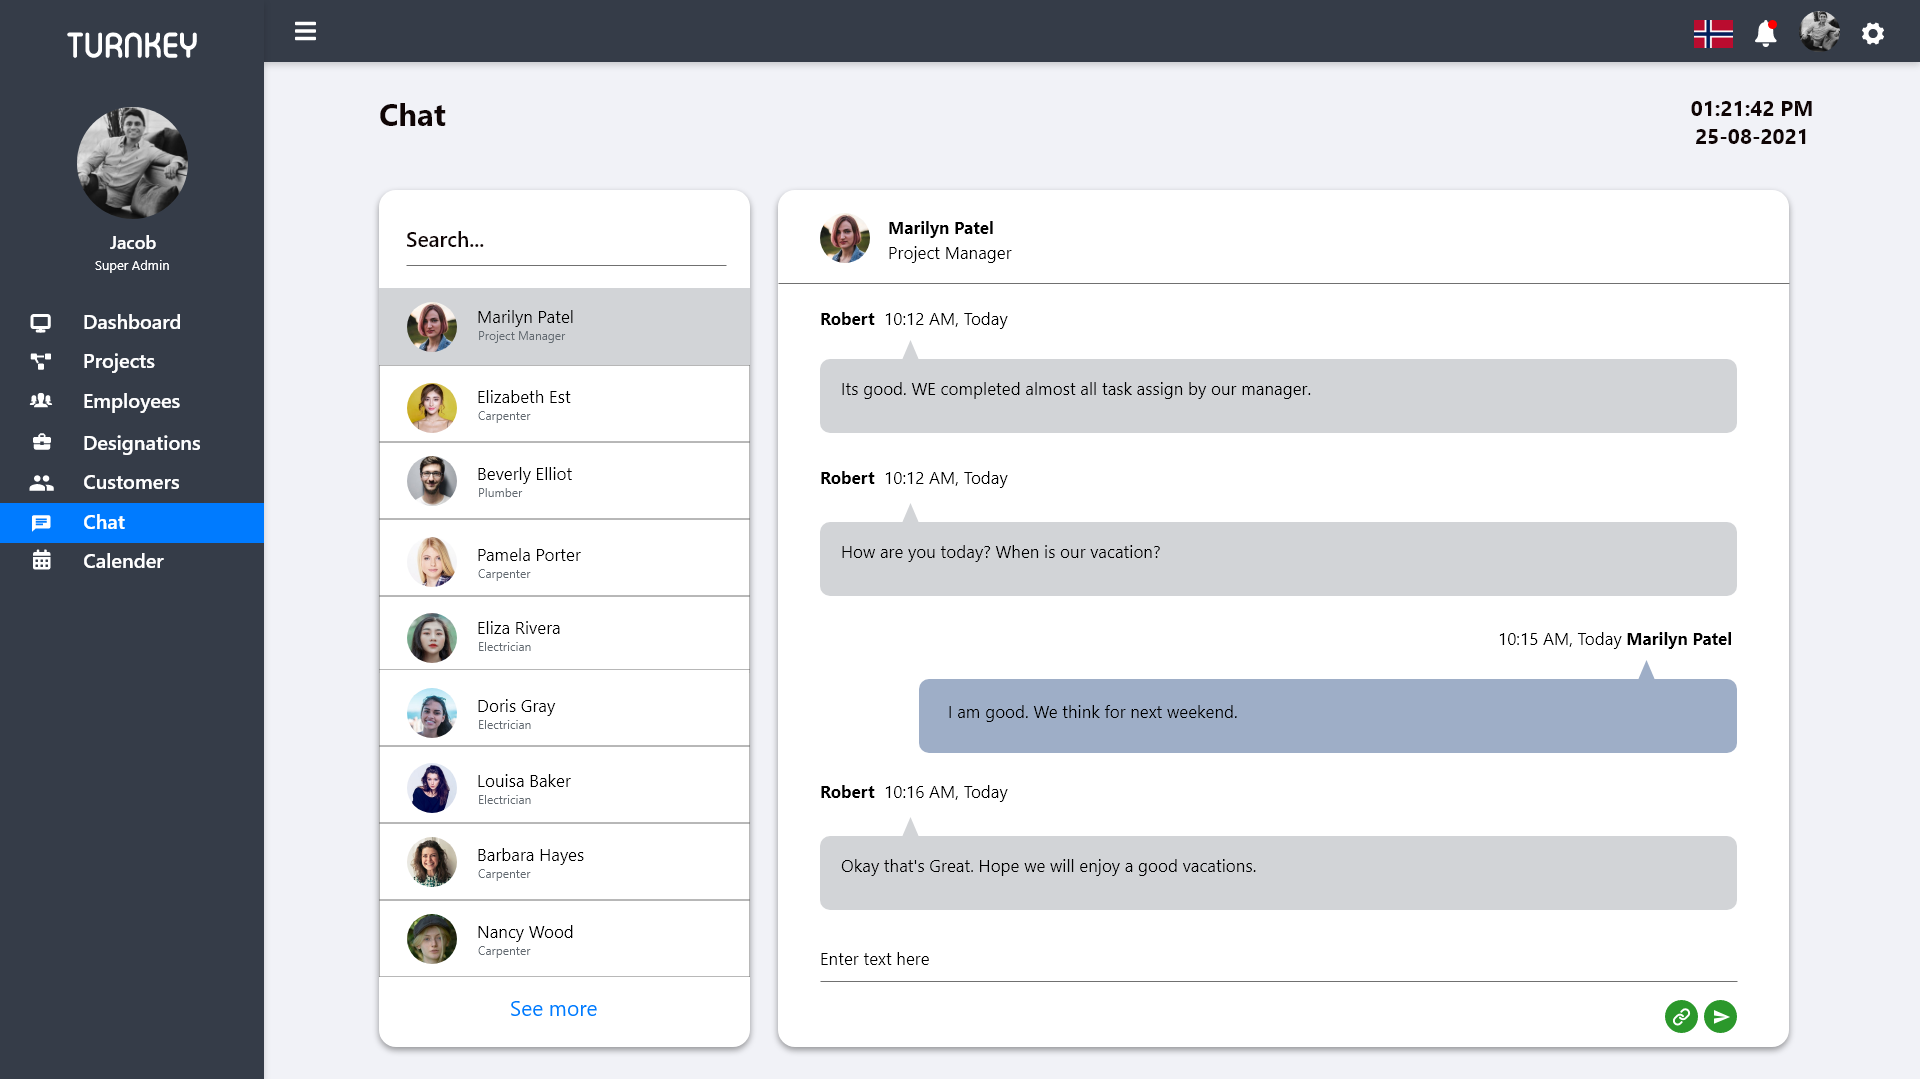 TURNKEY
Jacob
Super Admin
Dashboard
Projects
Employees
Designations
Customers
Chat
Calender
Chat
01:21:42 PM
25-08-2021
Search...
Marilyn Patel
Project Manager
Elizabeth Est
Carpenter
Beverly Elliot
Plumber
Pamela Porter
Carpenter
Eliza Rivera
Electrician
Doris Gray
Electrician
Louisa Baker
Electrician
Barbara Hayes
Carpenter
Nancy Wood
Carpenter
See more
Marilyn Patel
Project Manager
Robert 10:12 AM, Today
Its good. WE completed almost all task assign by our manager.
Robert 10:12 AM, Today
How are you today? When is our vacation?
10:15 AM, Today Marilyn Patel
I am good. We think for next weekend.
Robert 10:16 AM, Today
Okay that's Great. Hope we will enjoy a good vacations.
Enter text here